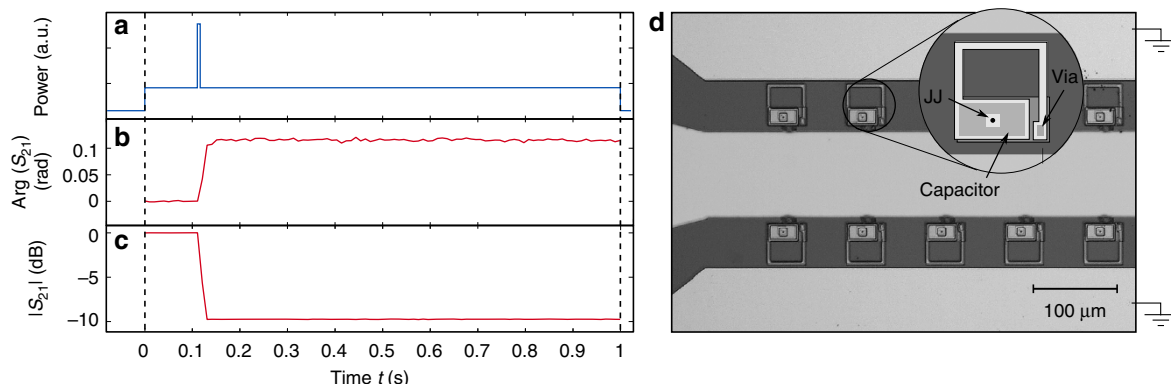 a
Power (a.u.)
b
Arg (S21)
(rad)
0.1
0.05
0
c
|S21| (dB)
0
−5
−10
0 0.1 0.2 0.3 0.4 0.5 0.6 0.7 0.8 0.9 1
Time t (s)
d
JJ
Via
Capacitor
100 μm